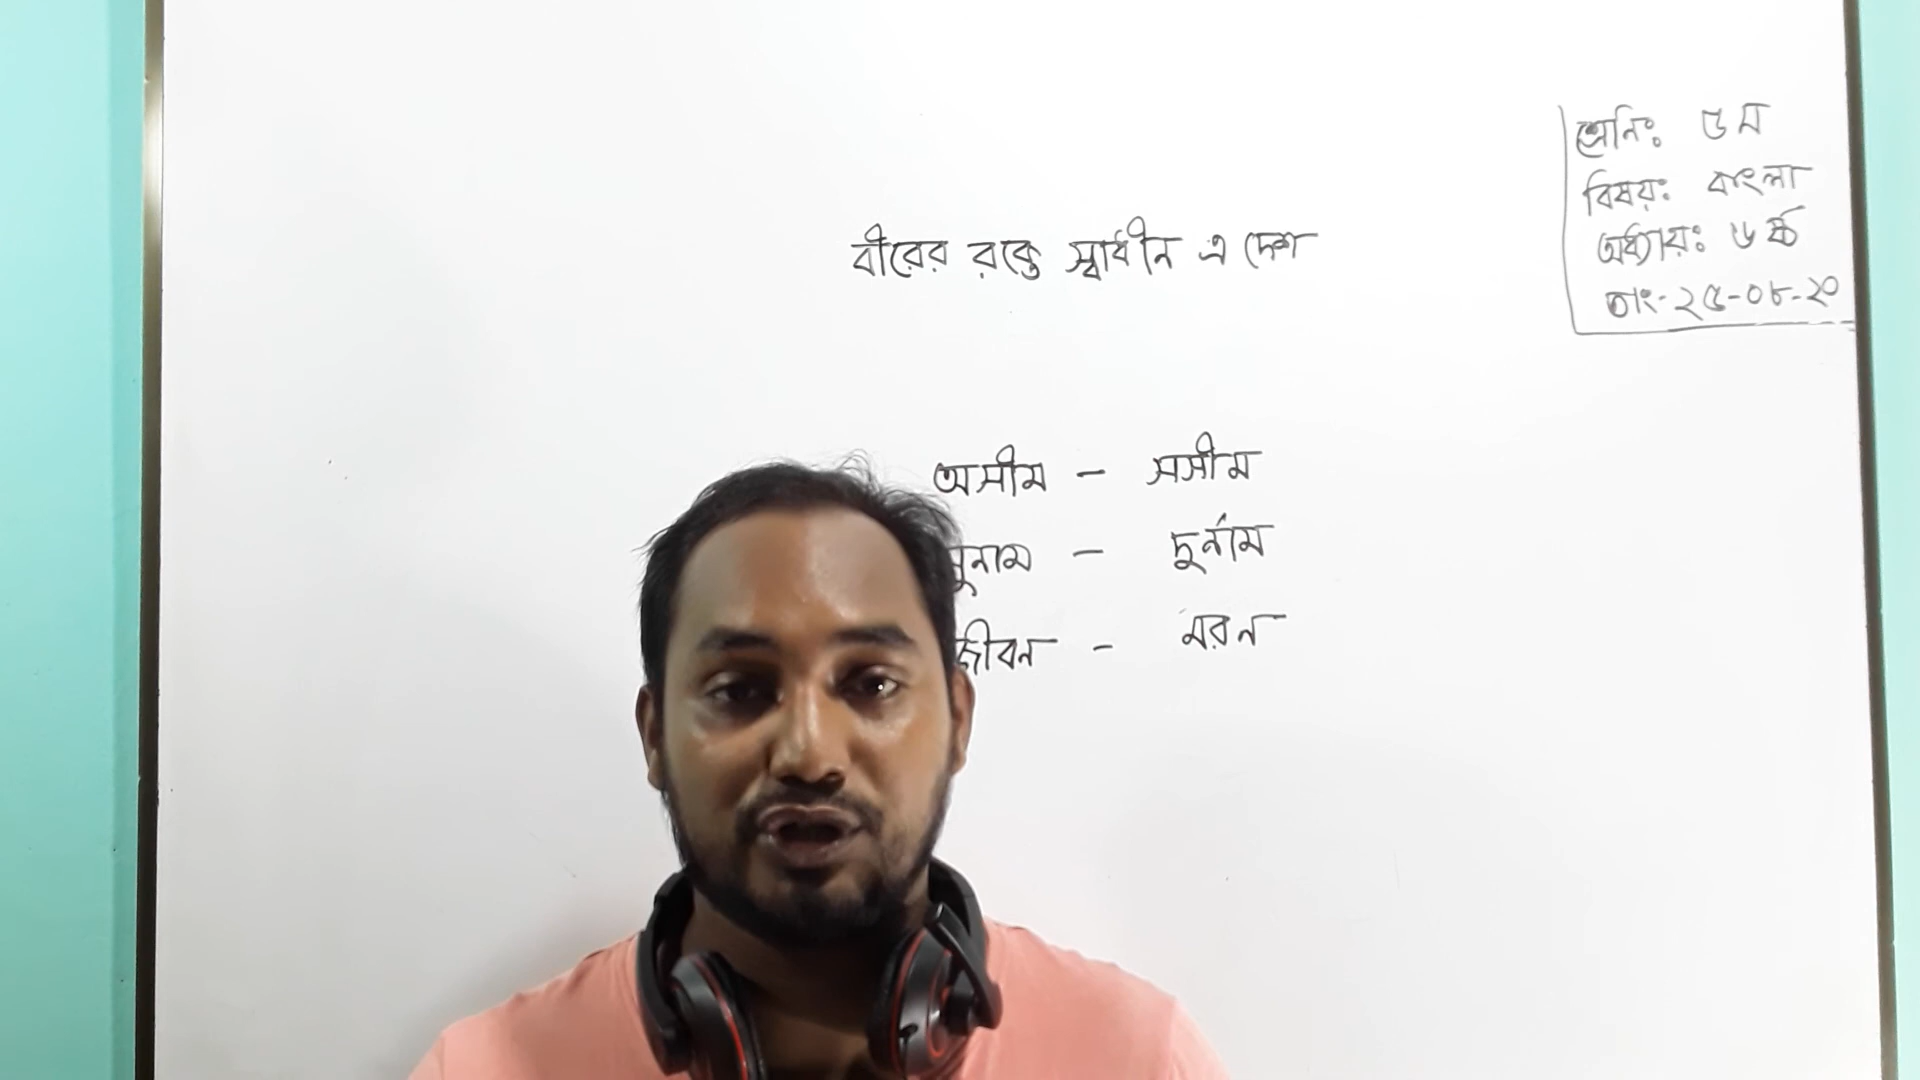 শ্রেনিঃ ৫ম
বিষয়ঃ বাংলা
অধ্যায়ঃ ৬ষ্ঠ
তাং-২৫-০৮-২০
বীরের রক্তে স্বাধীন এ দেশ
অসীম - সসীম
সুনাম - দুর্নাম
জীবন - মরন